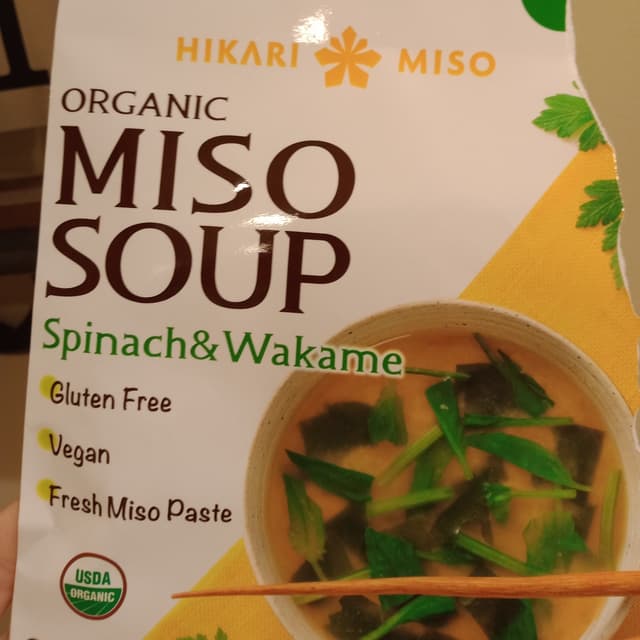 HIKARI MISO
ORGANIC
MISO
SOUP
Spinach&Wakame
Gluten Free
Vegan
Fresh Miso Paste
USDA
ORGANIC